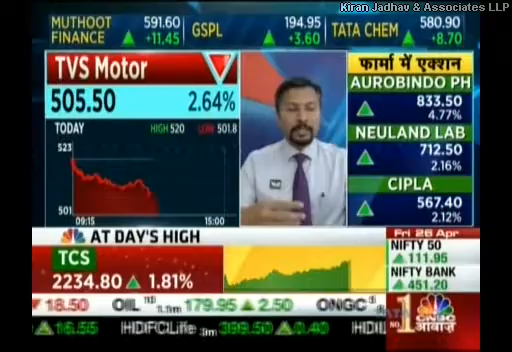 Kiran Jadhav & Associates LLP
MUTHOOT FINANCE 591.60 +11.45
GSPL 194.95 +3.60
TATA CHEM 580.90 +8.70
TVS Motor
505.50 2.64%
TODAY HIGH 520 LOW 501.8
523
501
09:15 15:00
फार्मा में एक्शन
AUROBINDO PH
833.50
4.77%
NEULAND LAB
712.50
2.16%
CIPLA
567.40
2.12%
AT DAY'S HIGH
TCS
2234.80 1.81%
Fri 26 Apr
NIFTY 50
111.95
NIFTY BANK
451.20
18.50 OIL 179.95 2.50 ONGC
16.55 HDFCLife 399.50 0.40 HDIL
NO. 1
CNBC
आवाज़